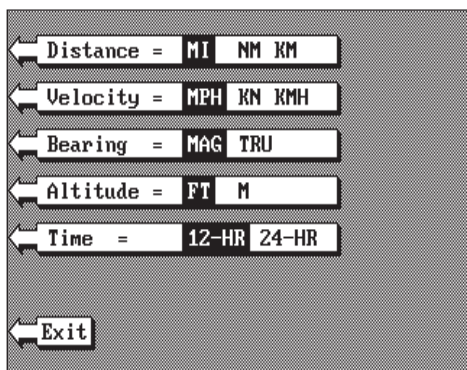 Distance = MI NM KM
Velocity = MPH KN KMH
Bearing = MAG TRU
Altitude = FT M
Time = 12-HR 24-HR
Exit